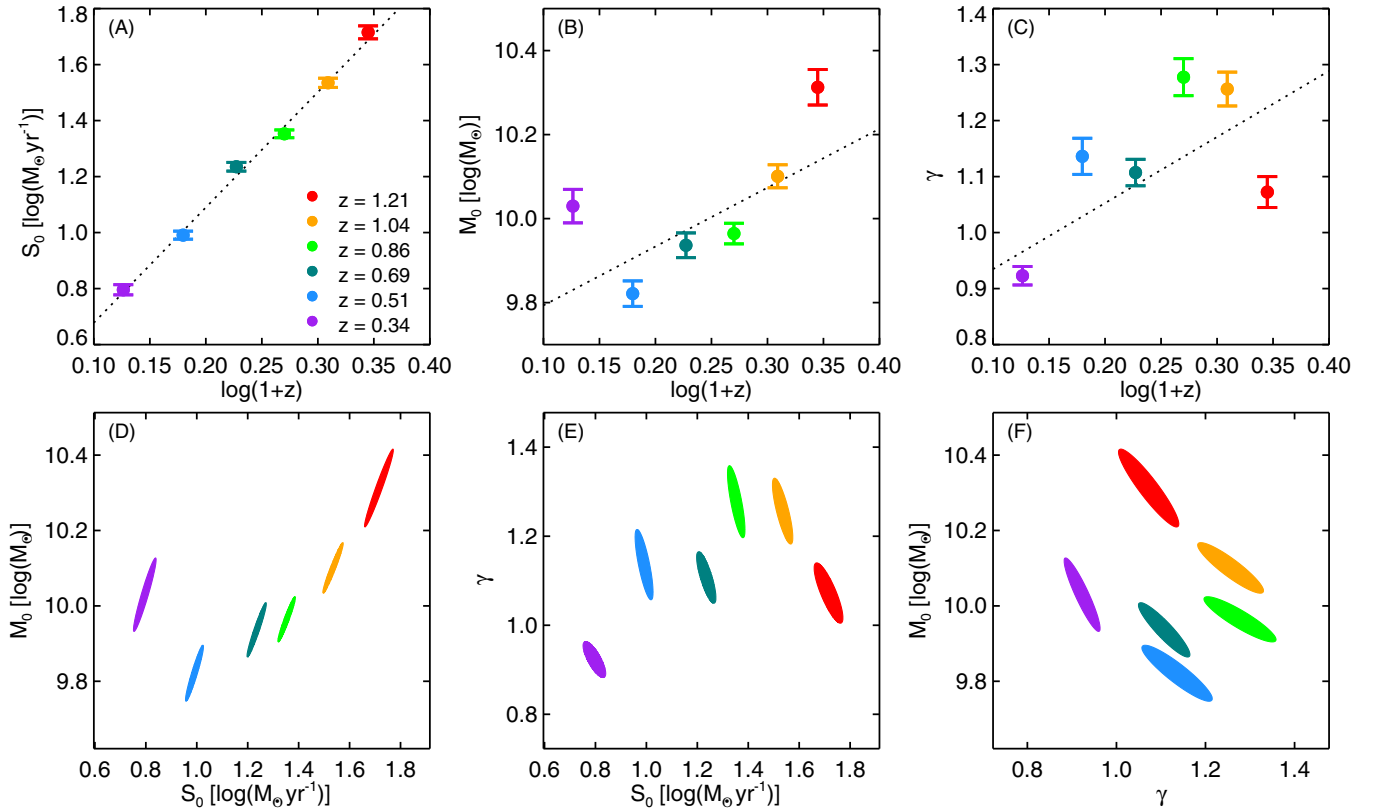 (A)
S₀ [log(M☉ yr⁻¹)]
1.8
1.6
1.4
1.2
1.0
0.8
0.6
z = 1.21
z = 1.04
z = 0.86
z = 0.69
z = 0.51
z = 0.34
0.10 0.15 0.20 0.25 0.30 0.35 0.40
log(1+z)
(B)
M₀ [log(M☉)]
10.4
10.2
10.0
9.8
0.10 0.15 0.20 0.25 0.30 0.35 0.40
log(1+z)
(C)
γ
1.4
1.3
1.2
1.1
1.0
0.9
0.8
0.10 0.15 0.20 0.25 0.30 0.35 0.40
log(1+z)
(D)
M₀ [log(M☉)]
10.4
10.2
10.0
9.8
0.6 0.8 1.0 1.2 1.4 1.6 1.8
S₀ [log(M☉ yr⁻¹)]
(E)
γ
1.4
1.2
1.0
0.8
0.6 0.8 1.0 1.2 1.4 1.6 1.8
S₀ [log(M☉ yr⁻¹)]
(F)
M₀ [log(M☉)]
10.4
10.2
10.0
9.8
0.8 1.0 1.2 1.4
γ